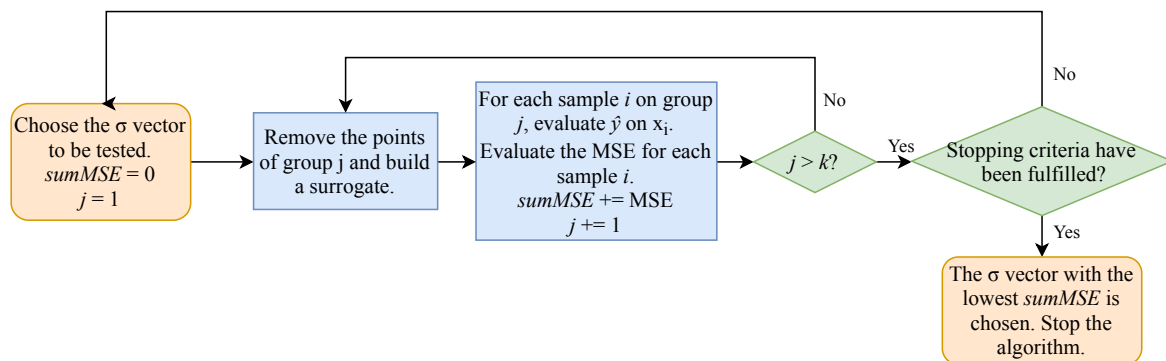 No
No
Choose the σ vector
to be tested.
sumMSE = 0
j = 1
Remove the points
of group j and build
a surrogate.
For each sample i on group
j, evaluate ŷ on xᵢ.
Evaluate the MSE for each
sample i.
sumMSE += MSE
j += 1
j > k?
Yes
Stopping criteria have
been fulfilled?
Yes
The σ vector with the
lowest sumMSE is
chosen. Stop the
algorithm.